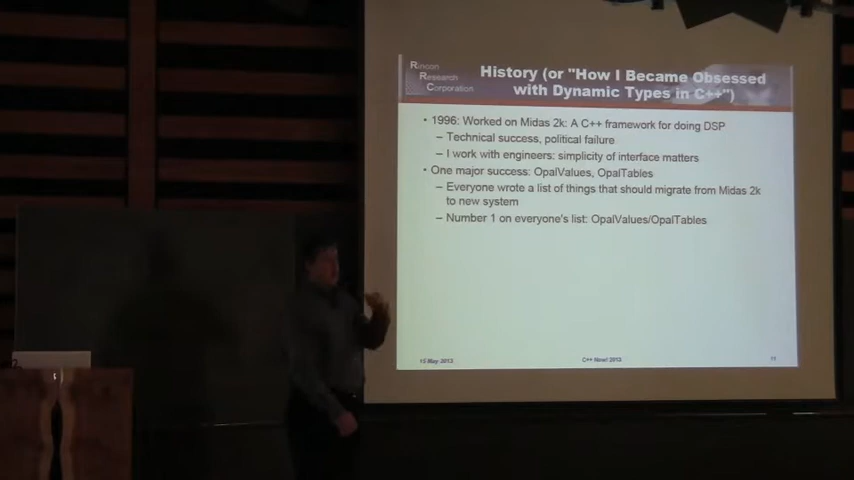 Rincon
Research
Corporation
History (or "How I Became Obsessed
with Dynamic Types in C++")
• 1996: Worked on Midas 2k: A C++ framework for doing DSP
– Technical success, political failure
– I work with engineers: simplicity of interface matters
• One major success: OpalValues, OpalTables
– Everyone wrote a list of things that should migrate from Midas 2k
to new system
– Number 1 on everyone's list: OpalValues/OpalTables
15 May 2013
C++ Now! 2013
11